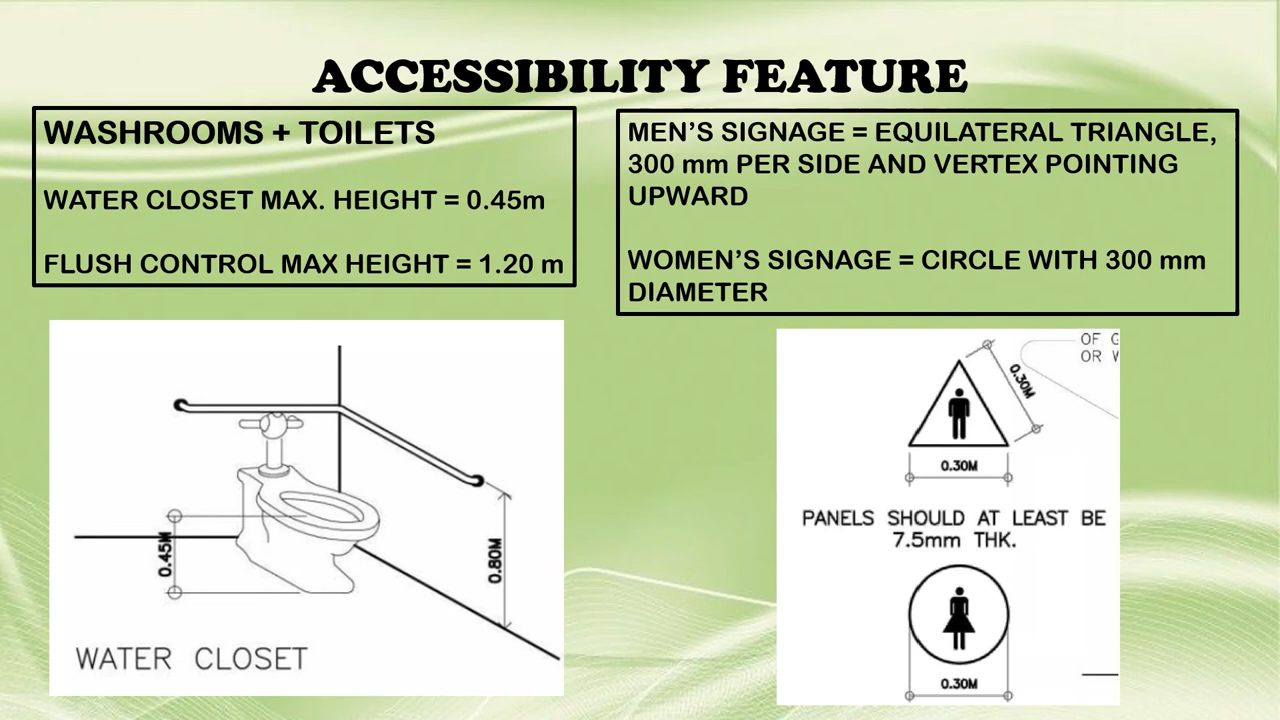 ACCESSIBILITY FEATURE
WASHROOMS + TOILETS
WATER CLOSET MAX. HEIGHT = 0.45m
FLUSH CONTROL MAX HEIGHT = 1.20 m
MEN’S SIGNAGE = EQUILATERAL TRIANGLE,
300 mm PER SIDE AND VERTEX POINTING
UPWARD
WOMEN’S SIGNAGE = CIRCLE WITH 300 mm
DIAMETER
0.45M
0.80M
WATER CLOSET
OF
OR
0.30M
0.30M
PANELS SHOULD AT LEAST BE
7.5mm THK.
0.30M